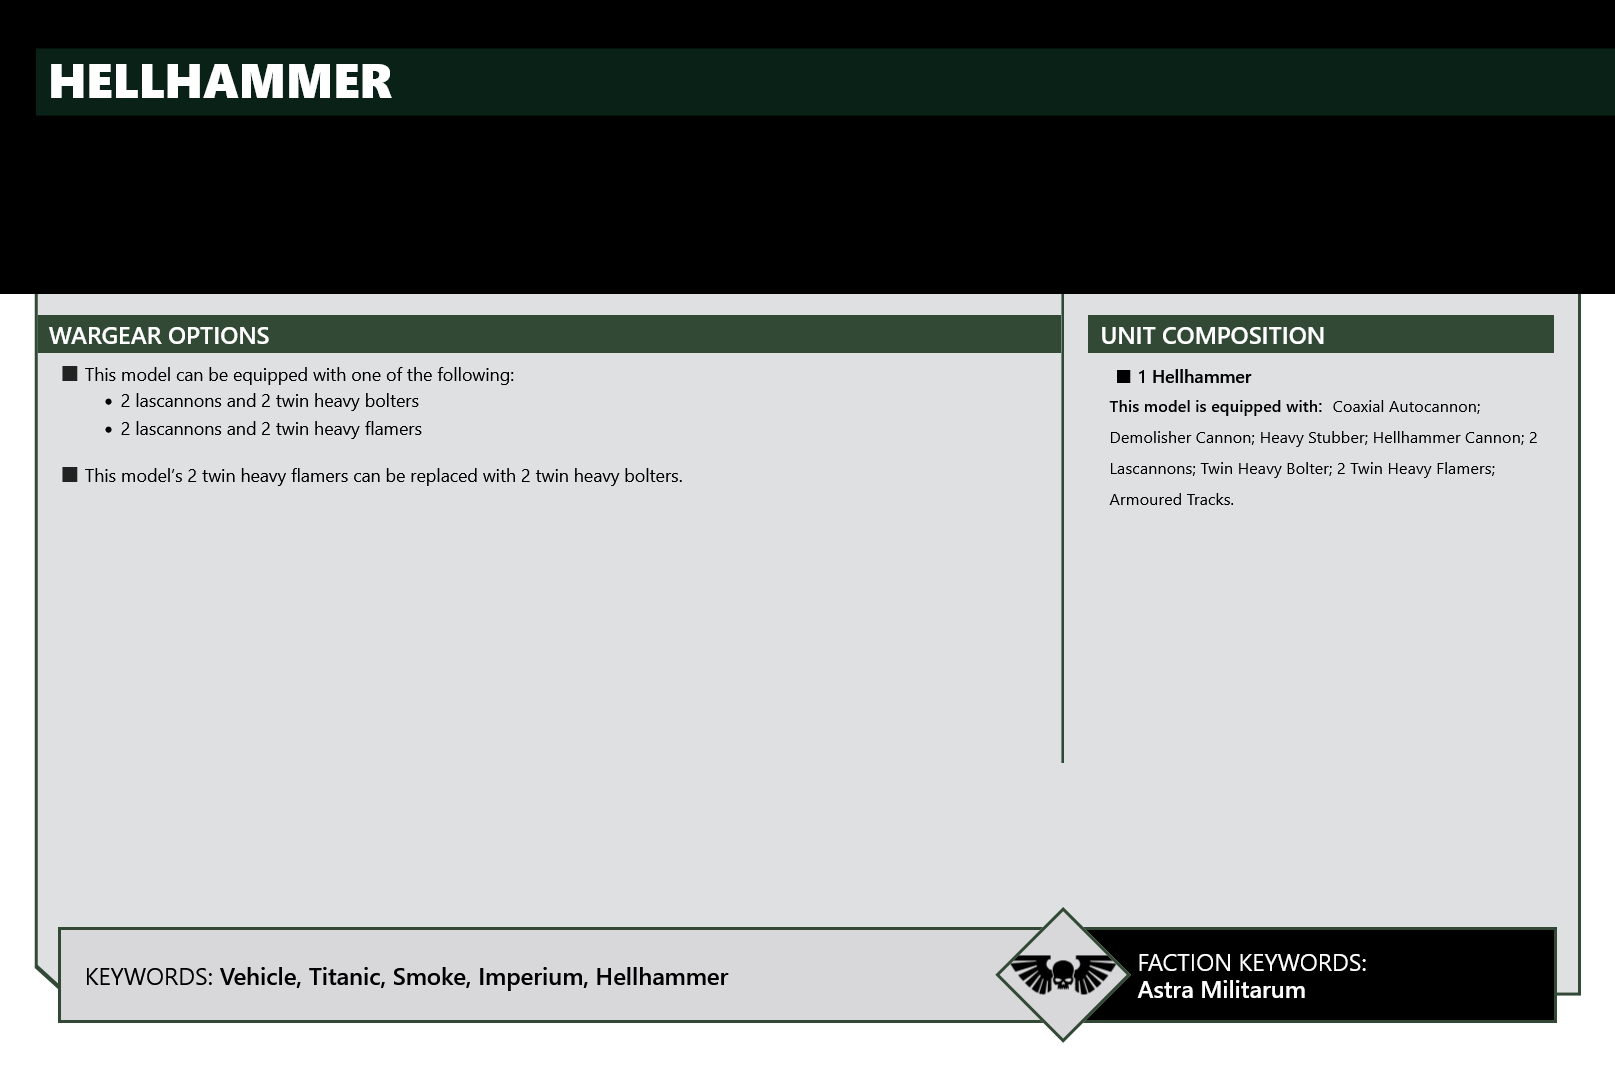 HELLHAMMER
WARGEAR OPTIONS
■ This model can be equipped with one of the following:
• 2 lascannons and 2 twin heavy bolters
• 2 lascannons and 2 twin heavy flamers
■ This model's 2 twin heavy flamers can be replaced with 2 twin heavy bolters.
UNIT COMPOSITION
■ 1 Hellhammer
This model is equipped with: Coaxial Autocannon;
Demolisher Cannon; Heavy Stubber; Hellhammer Cannon; 2
Lascannons; Twin Heavy Bolter; 2 Twin Heavy Flamers;
Armoured Tracks.
KEYWORDS: Vehicle, Titanic, Smoke, Imperium, Hellhammer
FACTION KEYWORDS:
Astra Militarum